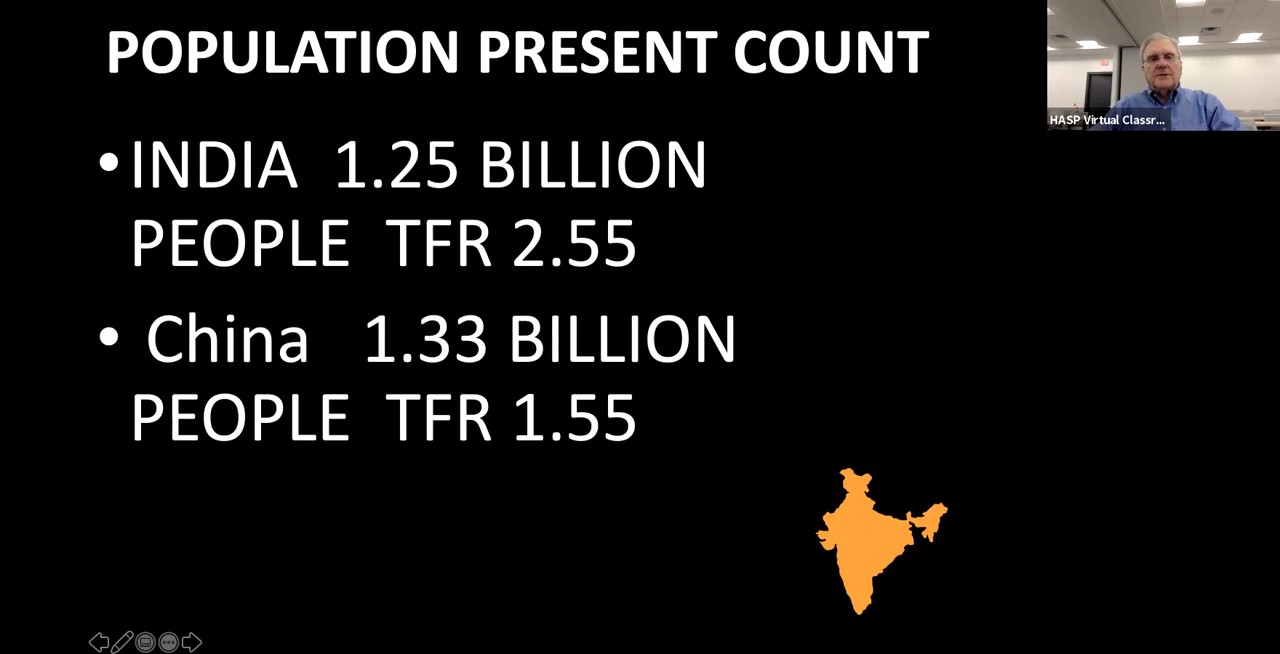 POPULATION PRESENT COUNT
HASP Virtual Classr...
•INDIA 1.25 BILLION
PEOPLE TFR 2.55
• China 1.33 BILLION
PEOPLE TFR 1.55